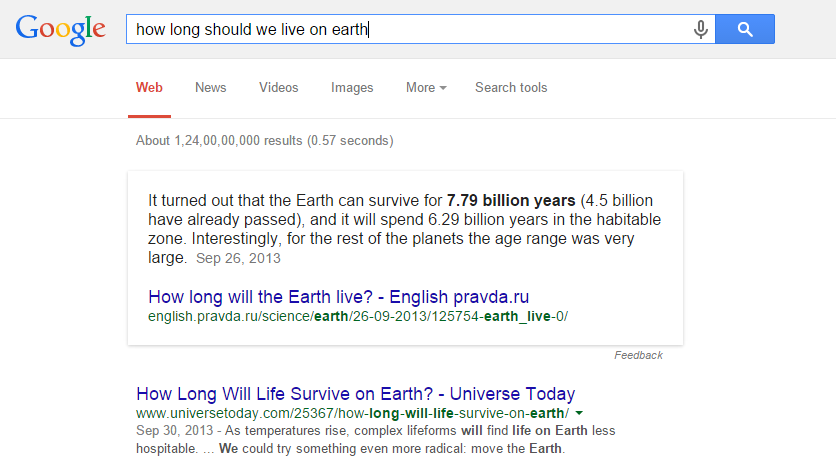 Google
how long should we live on earth
Web News Videos Images More Search tools
About 1,24,00,00,000 results (0.57 seconds)
It turned out that the Earth can survive for 7.79 billion years (4.5 billion
have already passed), and it will spend 6.29 billion years in the habitable
zone. Interestingly, for the rest of the planets the age range was very
large. Sep 26, 2013
How long will the Earth live? - English pravda.ru
english.pravda.ru/science/earth/26-09-2013/125754-earth_live-0/
Feedback
How Long Will Life Survive on Earth? - Universe Today
www.universetoday.com/25367/how-long-will-life-survive-on-earth/
Sep 30, 2013 - As temperatures rise, complex lifeforms will find life on Earth less
hospitable. ... We could try something even more radical: move the Earth.